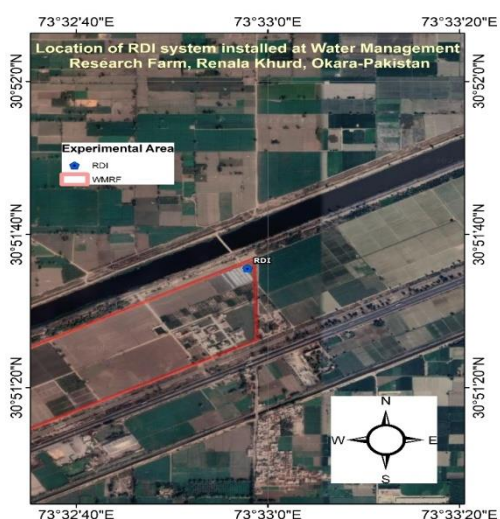 73°32'40"E 73°33'0"E 73°33'20"E
Location of RDI system installed at Water Management
Research Farm, Renala Khurd, Okara-Pakistan
30°52'0"N 30°52'0"N
Experimental Area
RDI
WMRF
30°51'40"N 30°51'40"N
RDI
30°51'20"N 30°51'20"N
N
W E
S
73°32'40"E 73°33'0"E 73°33'20"E